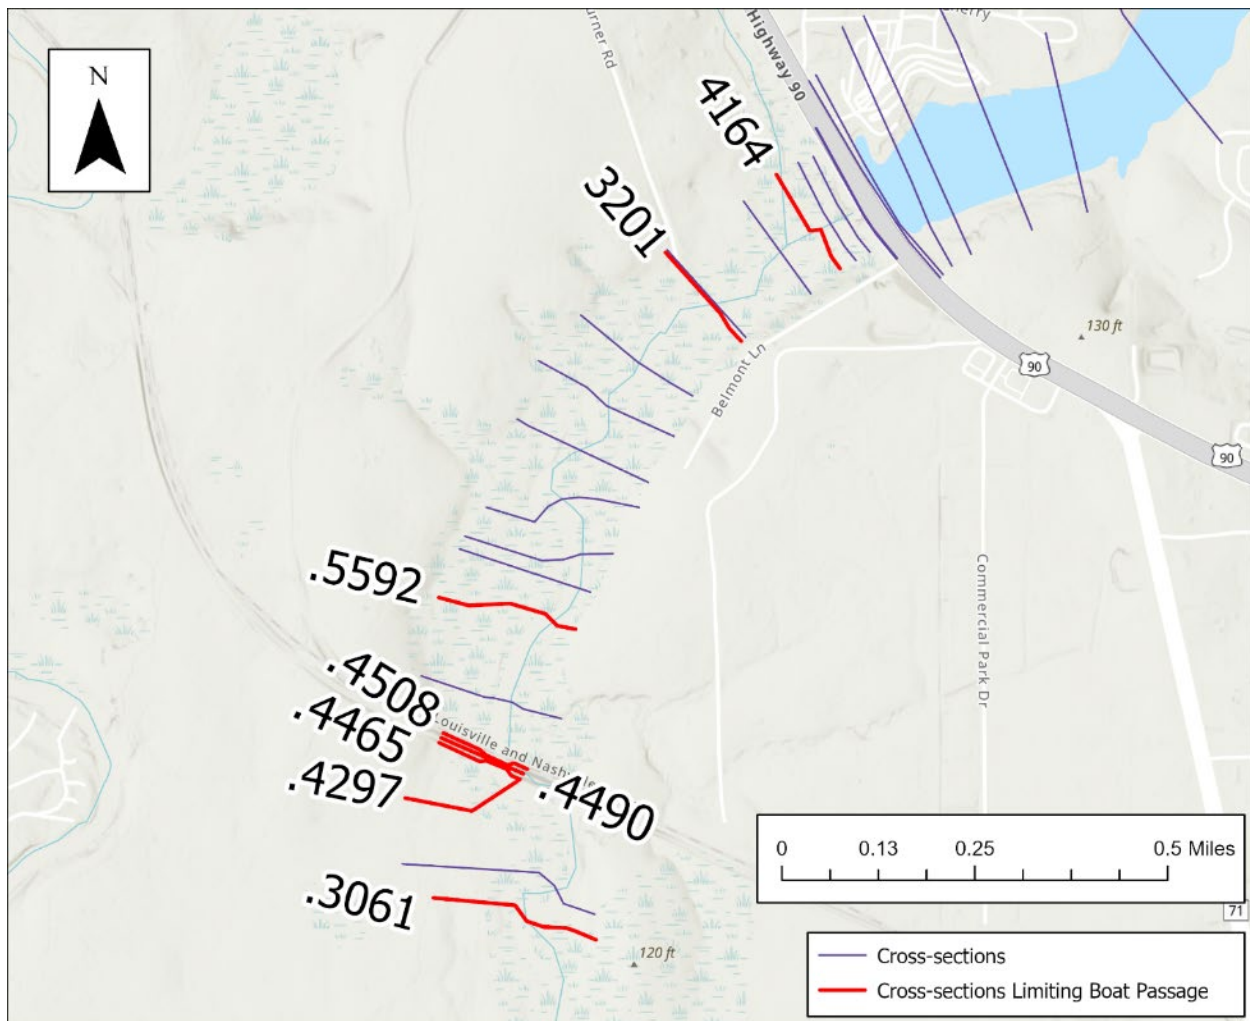 N
urner Rd
Highway 90
herry
4164
3201
130 ft
90
Belmont Ln
90
.5592
Commercial Park Dr
.4508
Louisville and Nashville
.4465
.4297
.4490
0 0.13 0.25 0.5 Miles
.3061
71
120 ft
Cross-sections
Cross-sections Limiting Boat Passage